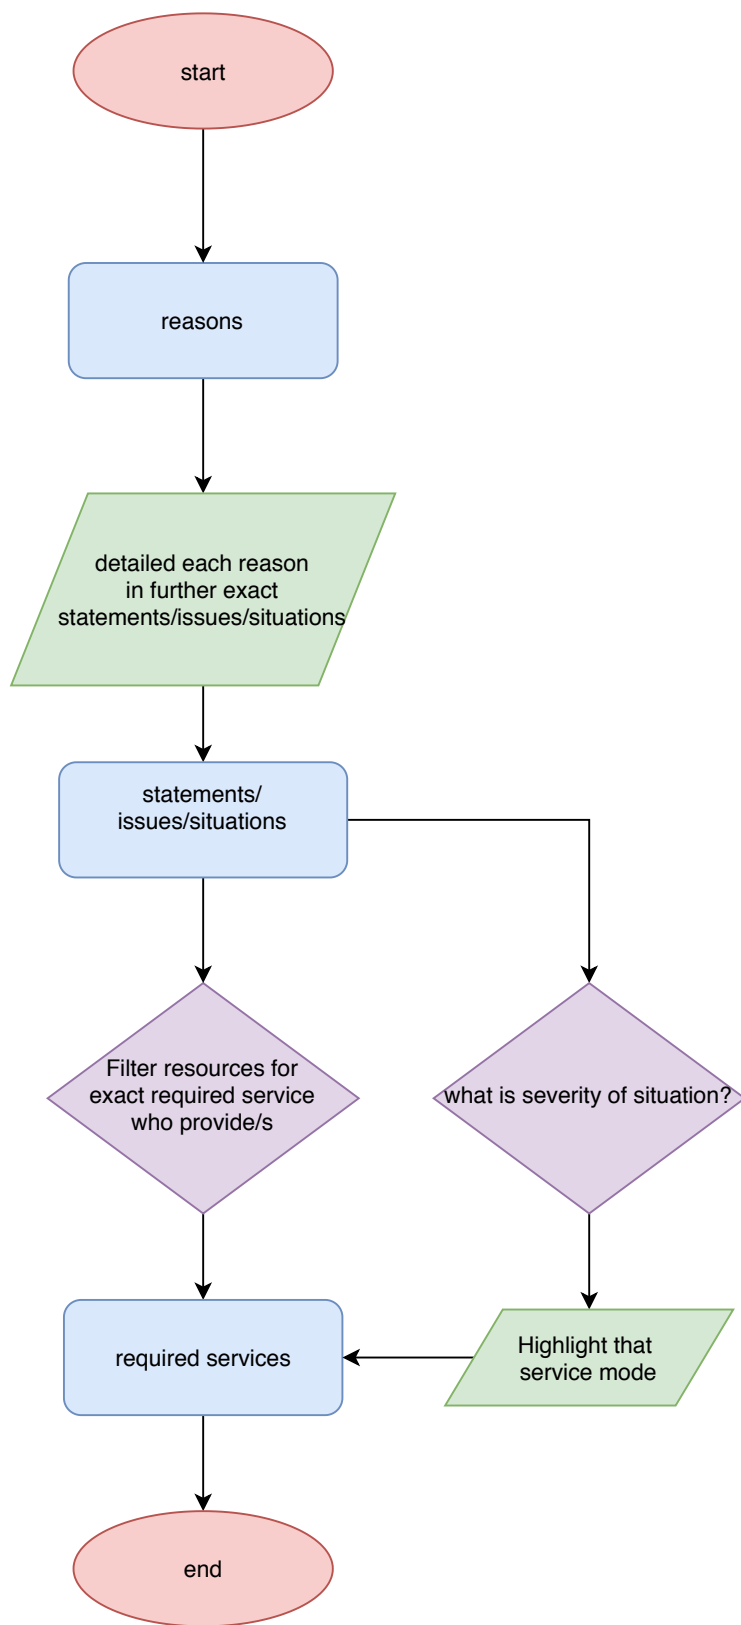 start
reasons
detailed each reason
in further exact
statements/issues/situations
statements/
issues/situations
Filter resources for
exact required service
who provide/s
what is severity of situation?
required services
Highlight that
service mode
end